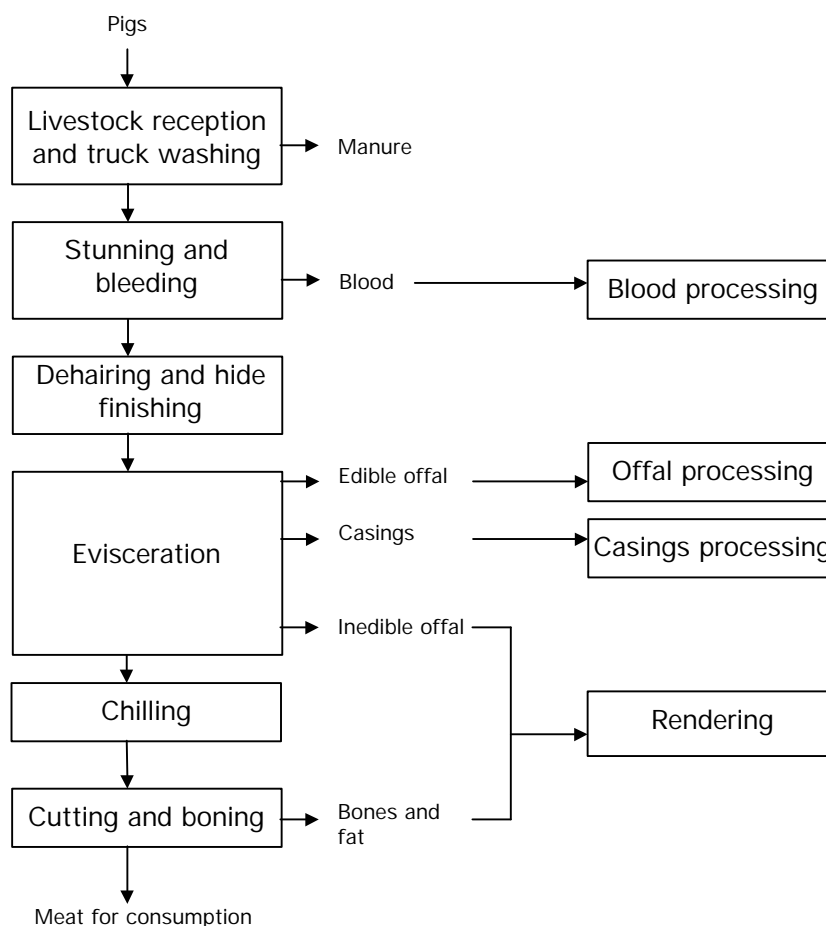 Pigs
Livestock reception
and truck washing
Manure
Stunning and
bleeding
Blood
Blood processing
Dehairing and hide
finishing
Edible offal
Offal processing
Evisceration
Casings
Casings processing
Inedible offal
Chilling
Rendering
Cutting and boning
Bones and
fat
Meat for consumption